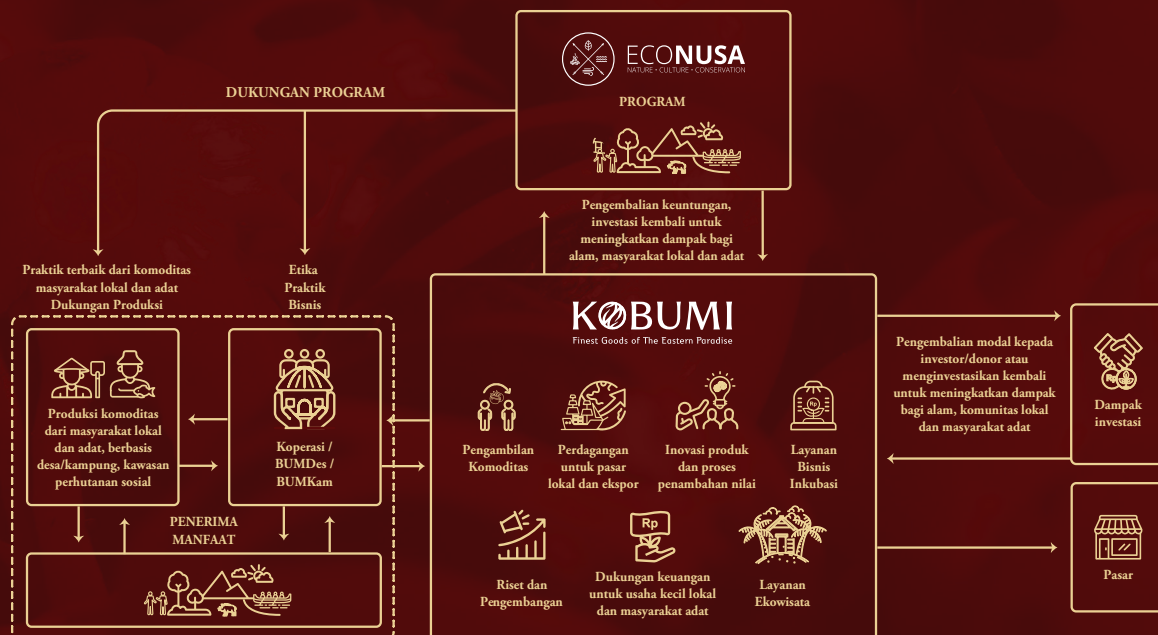 ECONUSA
NATURE • CULTURE • CONSERVATION
PROGRAM
DUKUNGAN PROGRAM
Pengembalian keuntungan,
investasi kembali untuk
meningkatkan dampak bagi
alam, masyarakat lokal dan adat
Praktik terbaik dari komoditas
masyarakat lokal dan adat
Dukungan Produksi
Etika
Praktik
Bisnis
Produksi komoditas
dari masyarakat lokal
dan adat, berbasis
desa/kampung, kawasan
perhutanan sosial
Koperasi /
BUMDes /
BUMKam
PENERIMA
MANFAAT
KOBUMI
Finest Goods of The Eastern Paradise
Pengambilan
Komoditas
Perdagangan
untuk pasar
lokal dan ekspor
Inovasi produk
dan proses
penambahan nilai
Rp
Layanan
Bisnis
Inkubasi
Riset dan
Pengembangan
Rp
Dukungan keuangan
untuk usaha kecil lokal
dan masyarakat adat
Layanan
Ekowisata
Pengembalian modal kepada
investor/donor atau
menginvestasikan kembali
untuk meningkatkan dampak
bagi alam, komunitas lokal
dan masyarakat adat
Rp
Dampak
investasi
Pasar